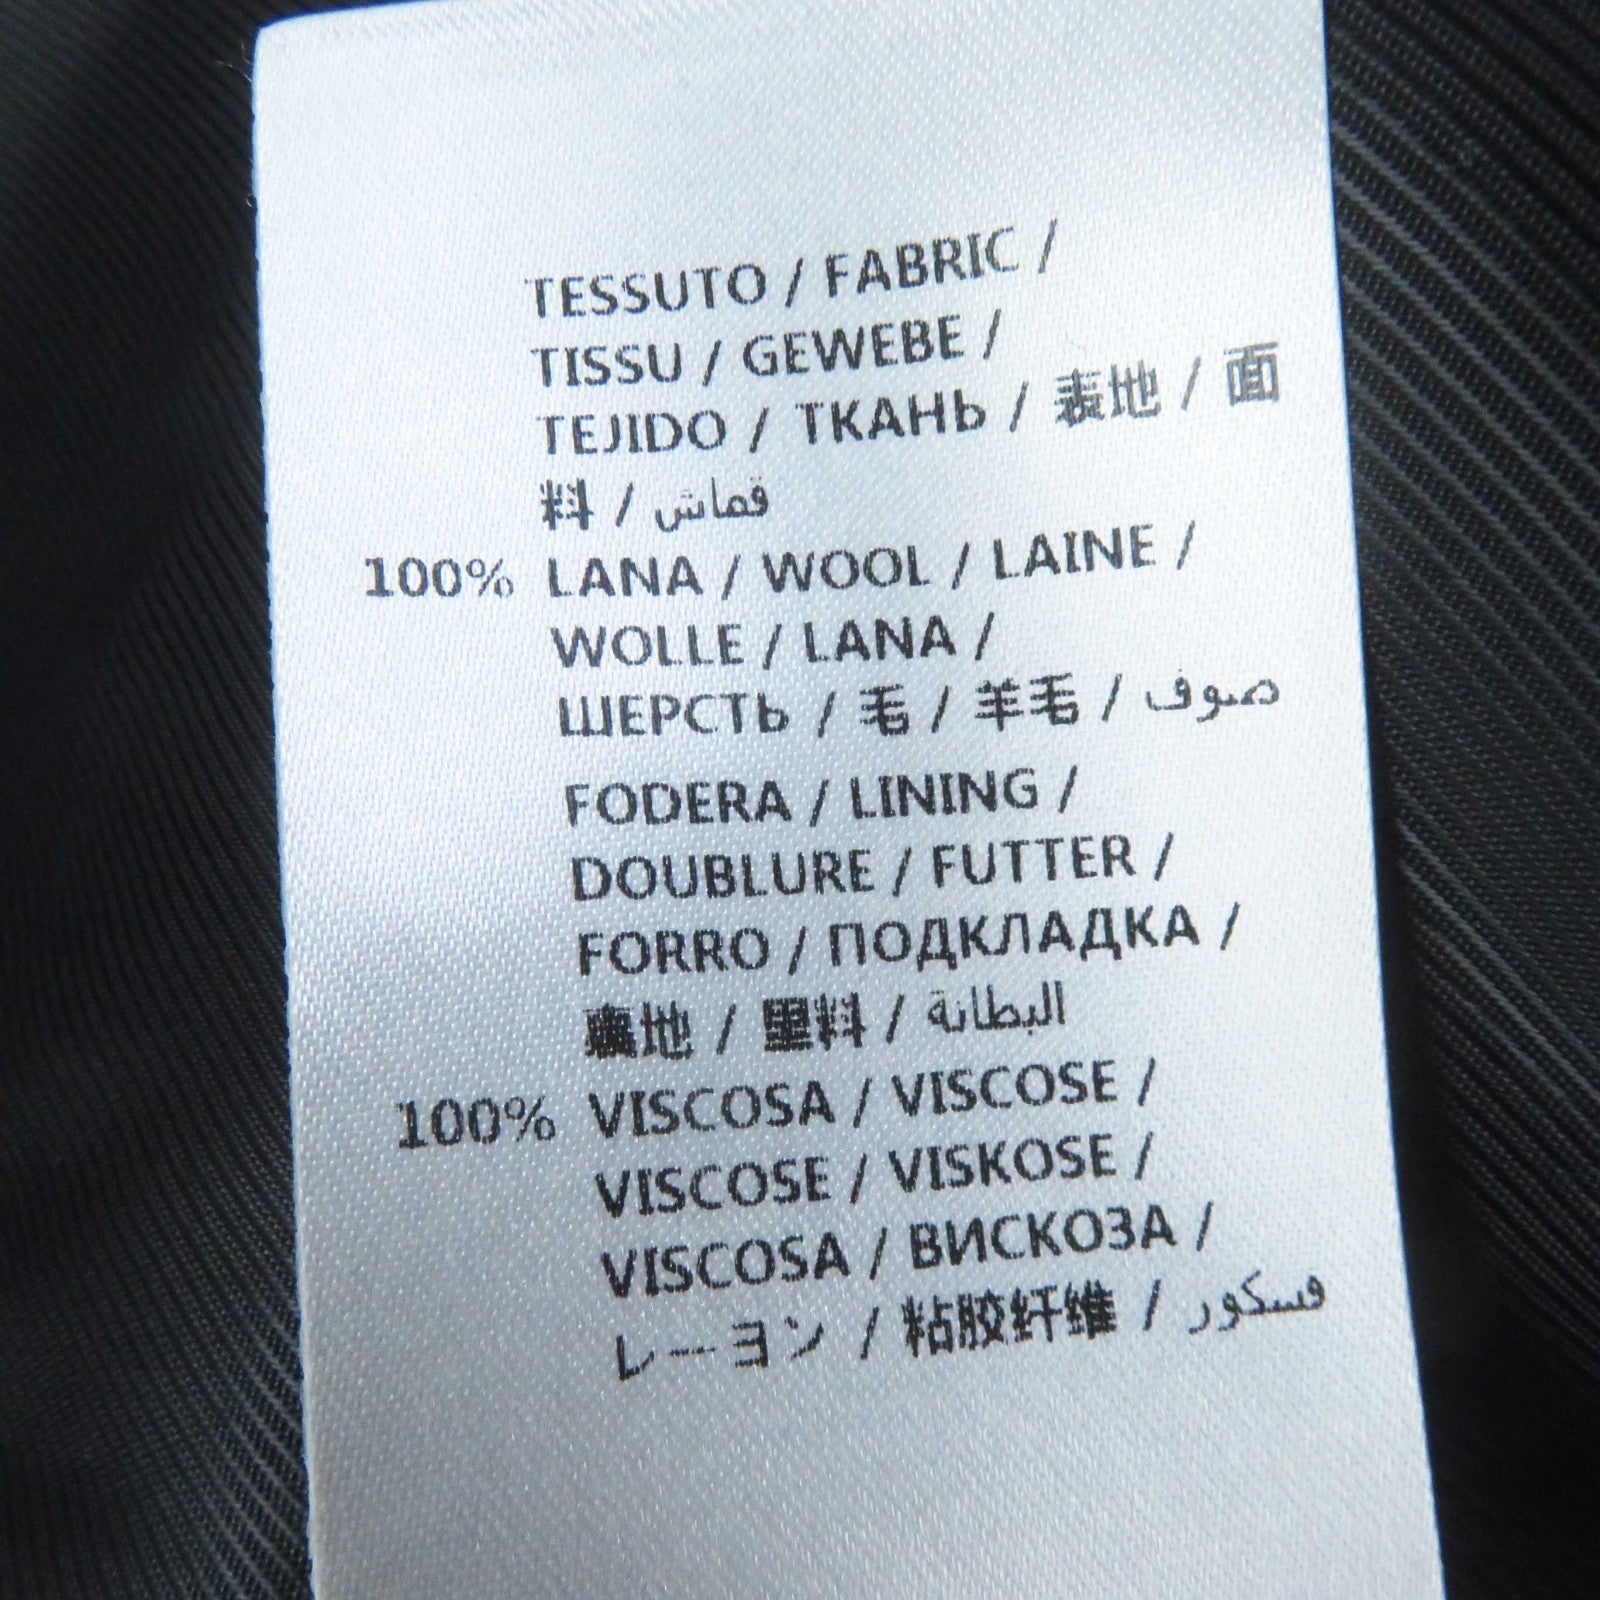 TESSUTO / FABRIC /
TISSU / GEWEBE /
TEJIDO / ТКАНЬ / 表地 / 面
料 / قماش
100% LANA / WOOL / LAINE /
WOLLE / LANA /
ШЕРСТЬ / 毛 / 羊毛 / صوف
FODERA / LINING /
DOUBLURE / FUTTER /
FORRO / ПОДКЛАДКА /
裏地 / 里料 / البطانة
100% VISCOSA / VISCOSE /
VISCOSE / VISKOSE /
VISCOSA / ВИСКОЗА /
レーヨン / 粘胶纤维 / فسكور